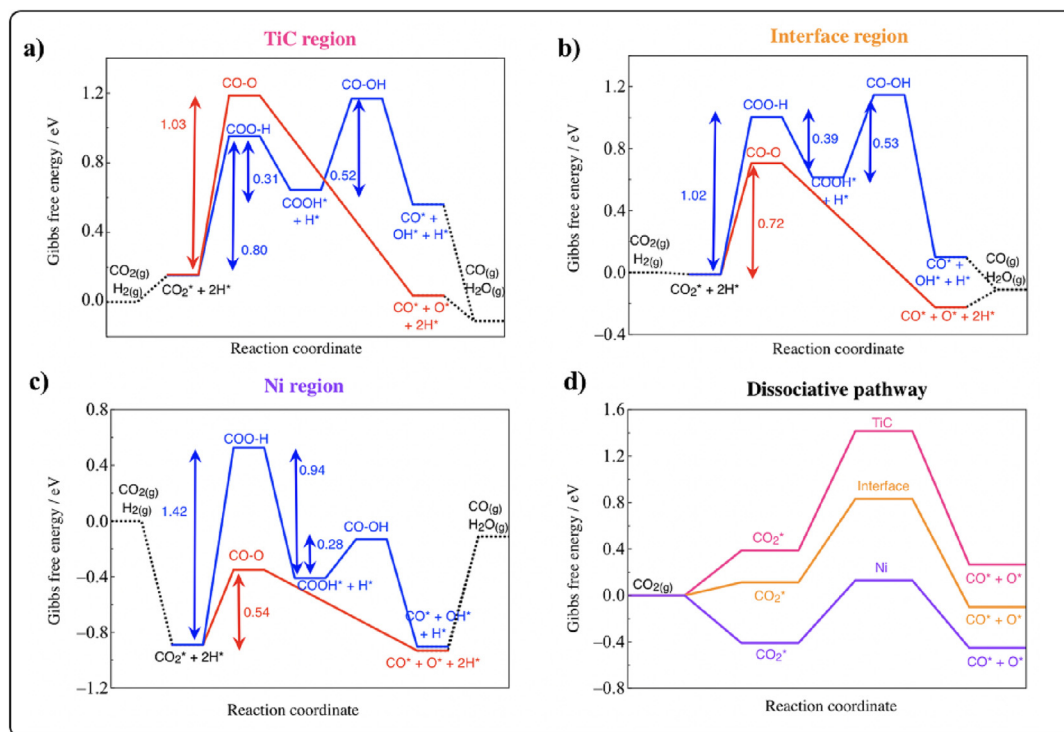 a)
TiC region
Gibbs free energy / eV
1.2
0.8
0.4
0.0
CO-O
CO-OH
1.03
COO-H
0.31
0.52
COOH*
+ H*
0.80
CO* +
OH* + H*
CO2(g)
H2(g)
CO2* + 2H*
CO(g)
H2O(g)
CO* + O*
+ 2H*
Reaction coordinate
b)
Interface region
Gibbs free energy / eV
1.2
0.8
0.4
0.0
−0.4
COO-H
CO-OH
0.39
0.53
CO-O
COOH*
+ H*
1.02
0.72
CO2(g)
H2(g)
CO2* + 2H*
CO* +
OH* + H*
CO(g)
H2O(g)
CO* + O* + 2H*
Reaction coordinate
c)
Ni region
Gibbs free energy / eV
0.8
0.4
0.0
−0.4
−0.8
−1.2
COO-H
0.94
CO2(g)
H2(g)
1.42
CO-OH
0.28
CO-O
COOH* + H*
0.54
CO(g)
H2O(g)
CO* + OH*
+ H*
CO2* + 2H*
CO* + O* + 2H*
Reaction coordinate
d)
Dissociative pathway
Gibbs free energy / eV
1.6
1.2
0.8
0.4
0.0
−0.4
−0.8
TiC
Interface
CO2*
Ni
CO2(g)
CO2*
CO* + O*
CO* + O*
CO2*
CO* + O*
Reaction coordinate